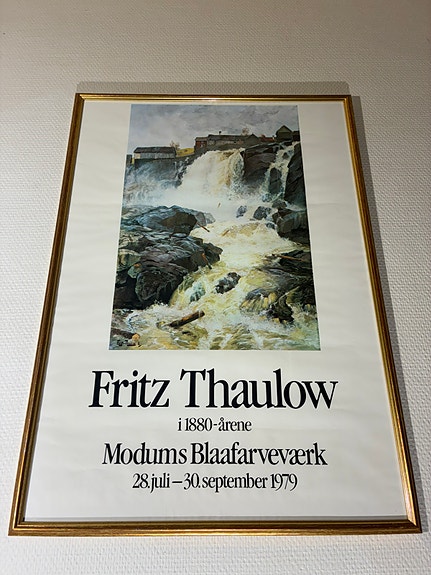 Fritz Thaulow
i 1880-årene
Modums Blaafarveværk
28. juli – 30. september 1979